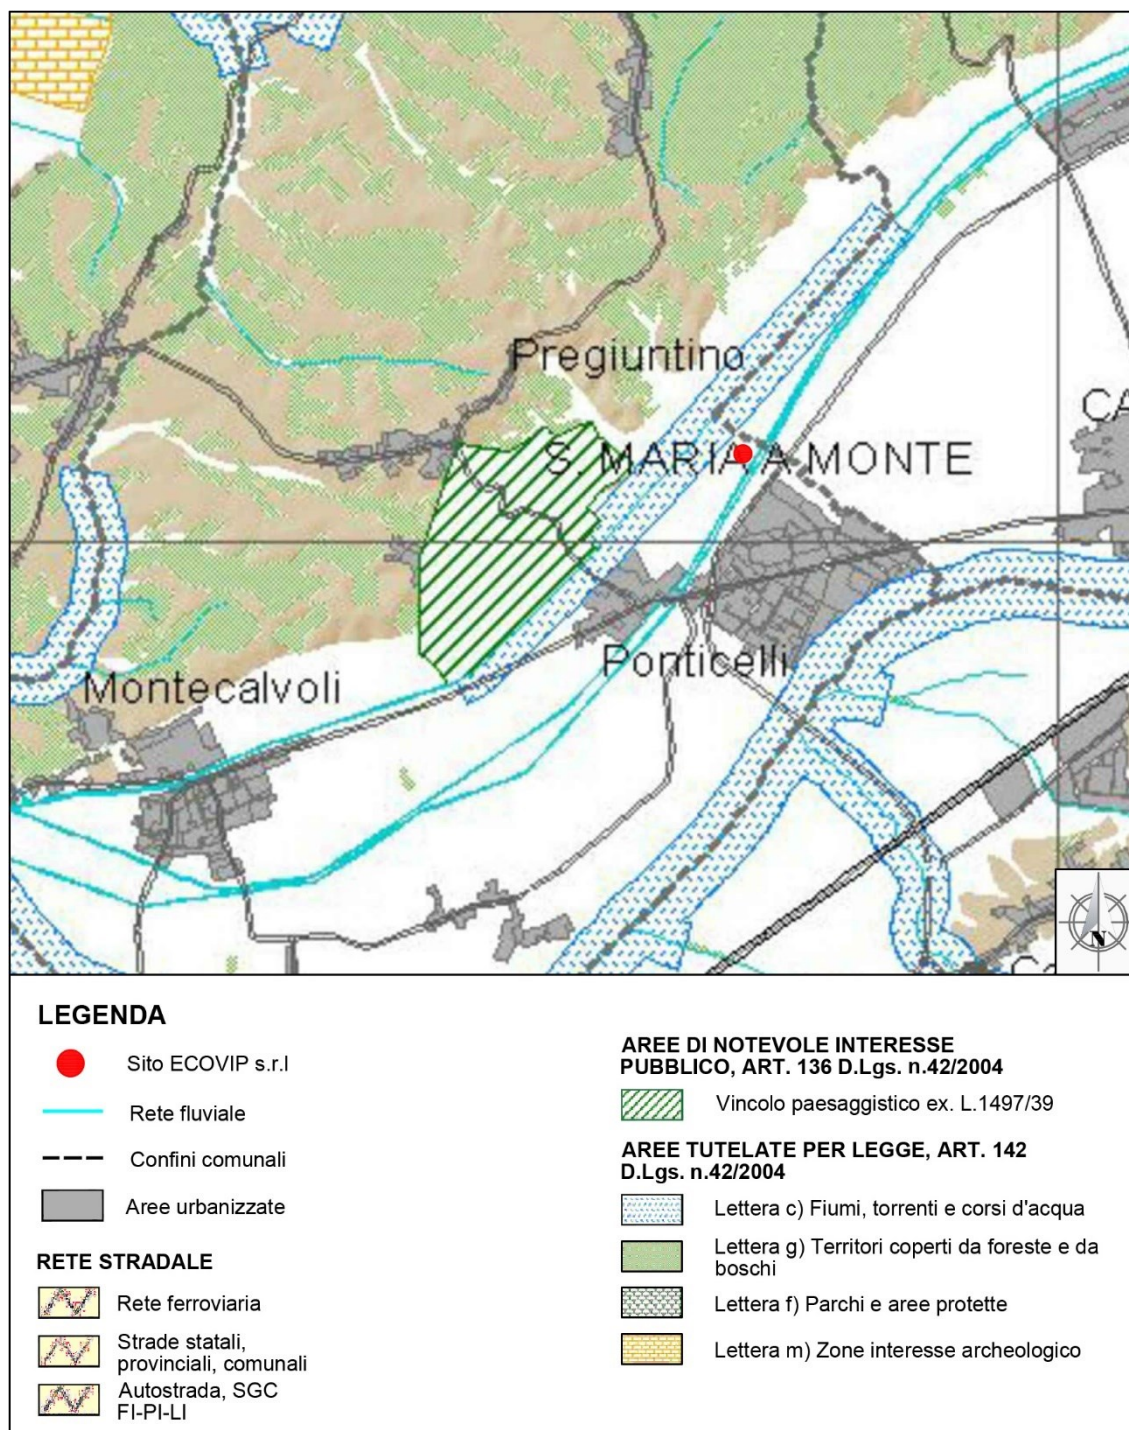 Pregiuntino
CA
S. MARIA A MONTE
Ponticelli
Montecalvoli
N
LEGENDA
Sito ECOVIP s.r.l
Rete fluviale
Confini comunali
Aree urbanizzate
RETE STRADALE
Rete ferroviaria
Strade statali,
provinciali, comunali
Autostrada, SGC
FI-PI-LI
AREE DI NOTEVOLE INTERESSE
PUBBLICO, ART. 136 D.Lgs. n.42/2004
Vincolo paesaggistico ex. L.1497/39
AREE TUTELATE PER LEGGE, ART. 142
D.Lgs. n.42/2004
Lettera c) Fiumi, torrenti e corsi d'acqua
Lettera g) Territori coperti da foreste e da
boschi
Lettera f) Parchi e aree protette
Lettera m) Zone interesse archeologico